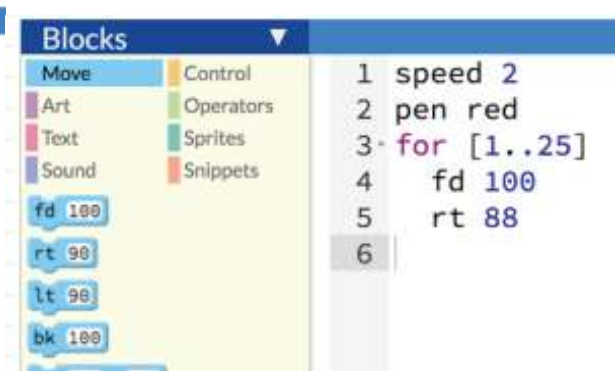 Blocks ▼
Move Control
Art Operators
Text Sprites
Sound Snippets
fd 100
rt 90
lt 90
bk 100
1 speed 2
2 pen red
3 for [1..25]
4 fd 100
5 rt 88
6